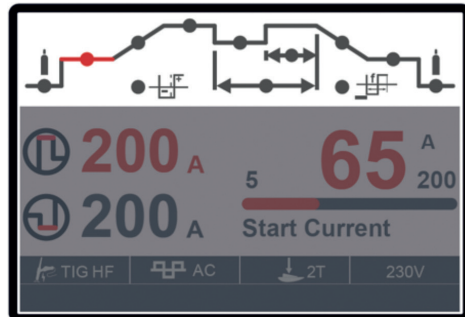 200 A
65 A
5 200
200 A
Start Current
TIG HF AC 2T 230V